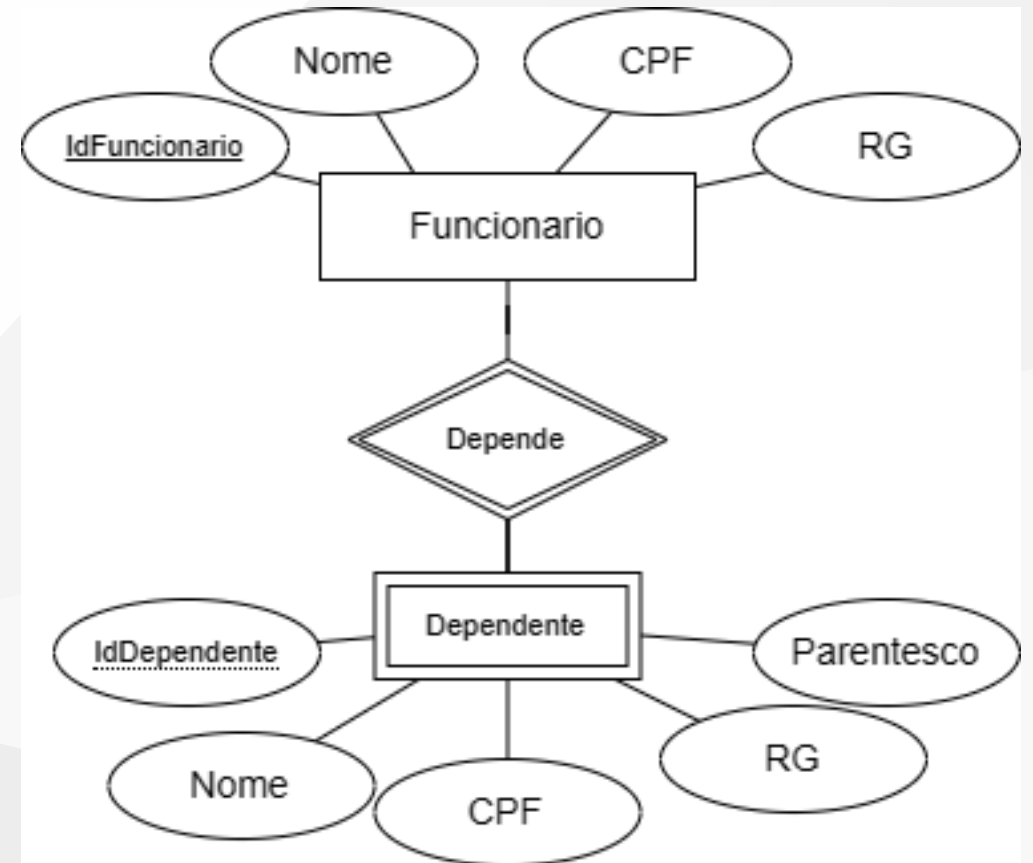 Nome
CPF
IdFuncionario
RG
Funcionario
Depende
Dependente
IdDependente
Parentesco
RG
Nome
CPF